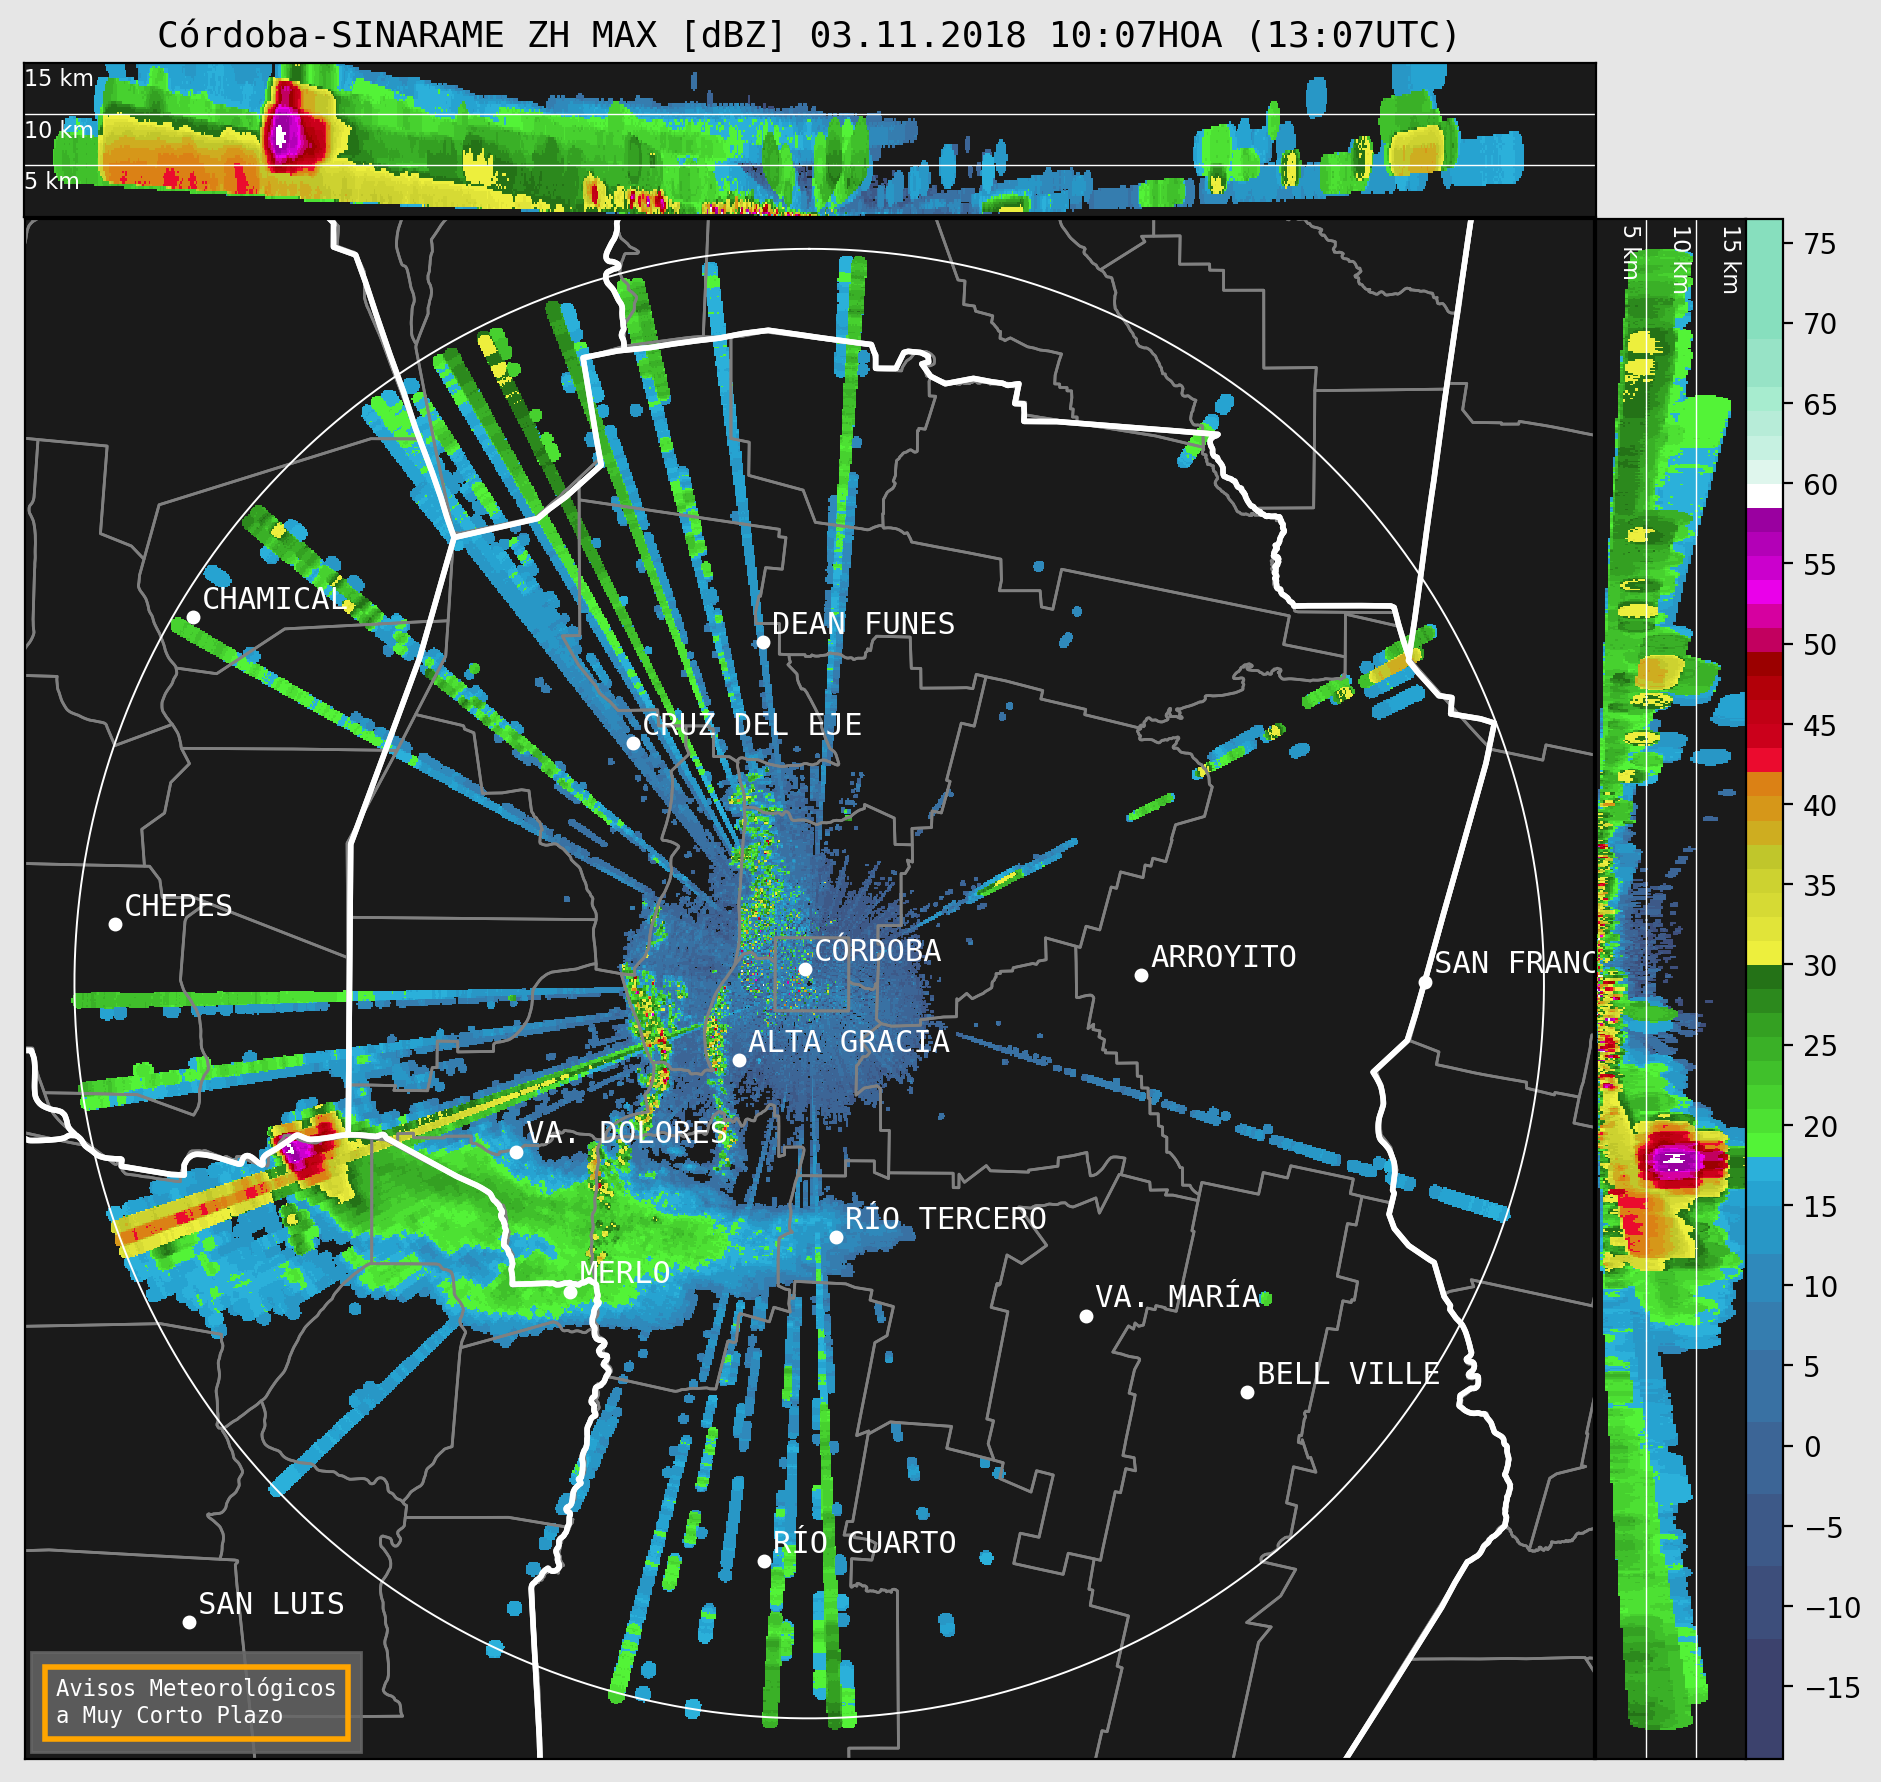 Córdoba-SINARAME ZH MAX [dBZ] 03.11.2018 10:07HOA (13:07UTC)
15 km
10 km
5 km
5 km
10 km
15 km
75
70
65
60
55
50
45
40
35
30
25
20
15
10
5
0
−5
−10
−15
CHAMICAL
DEAN FUNES
CRUZ DEL EJE
CHEPES
CÓRDOBA
ARROYITO
SAN FRANC
ALTA GRACIA
VA. DOLORES
RÍO TERCERO
MERLO
VA. MARÍA
BELL VILLE
RÍO CUARTO
SAN LUIS
Avisos Meteorológicos
a Muy Corto Plazo